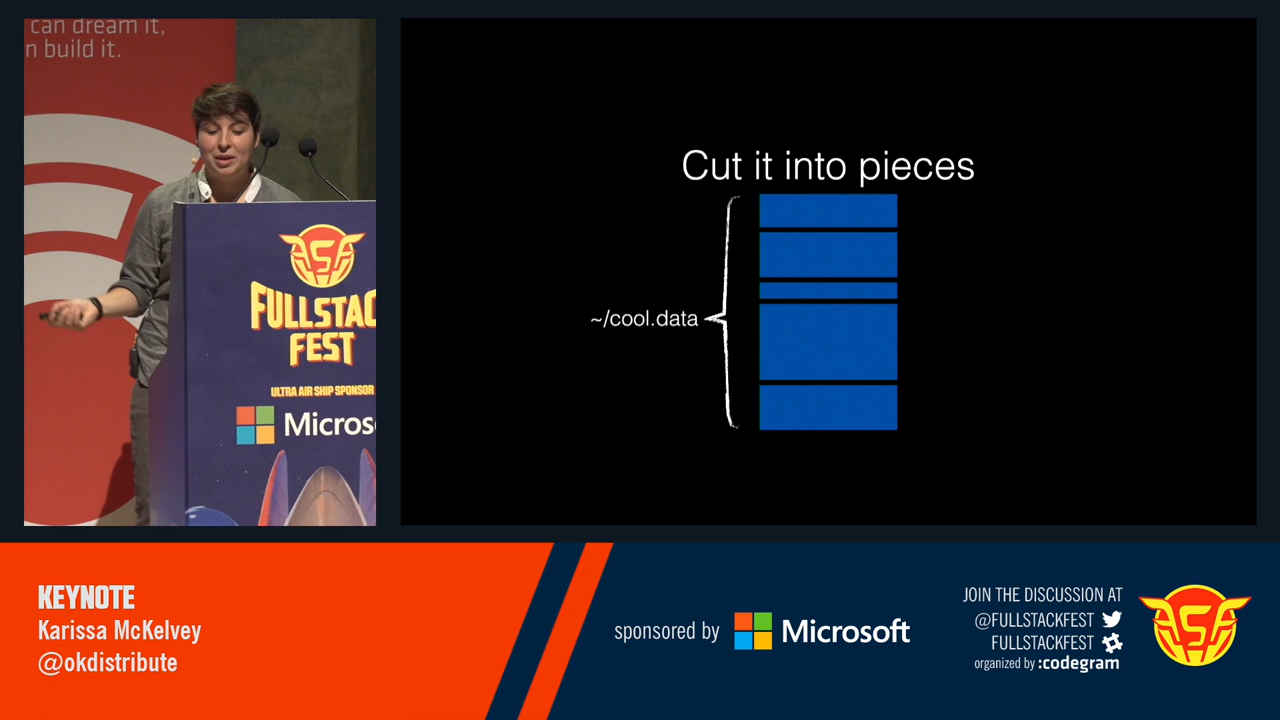 can dream it,
n build it.
FULLSTAC
FEST
ULTRA AIR SHIP SPONSOR
Micros
Cut it into pieces
~/cool.data
KEYNOTE
Karissa McKelvey
@okdistribute
sponsored by Microsoft
JOIN THE DISCUSSION AT
@FULLSTACKFEST
FULLSTACKFEST
organized by :codegram